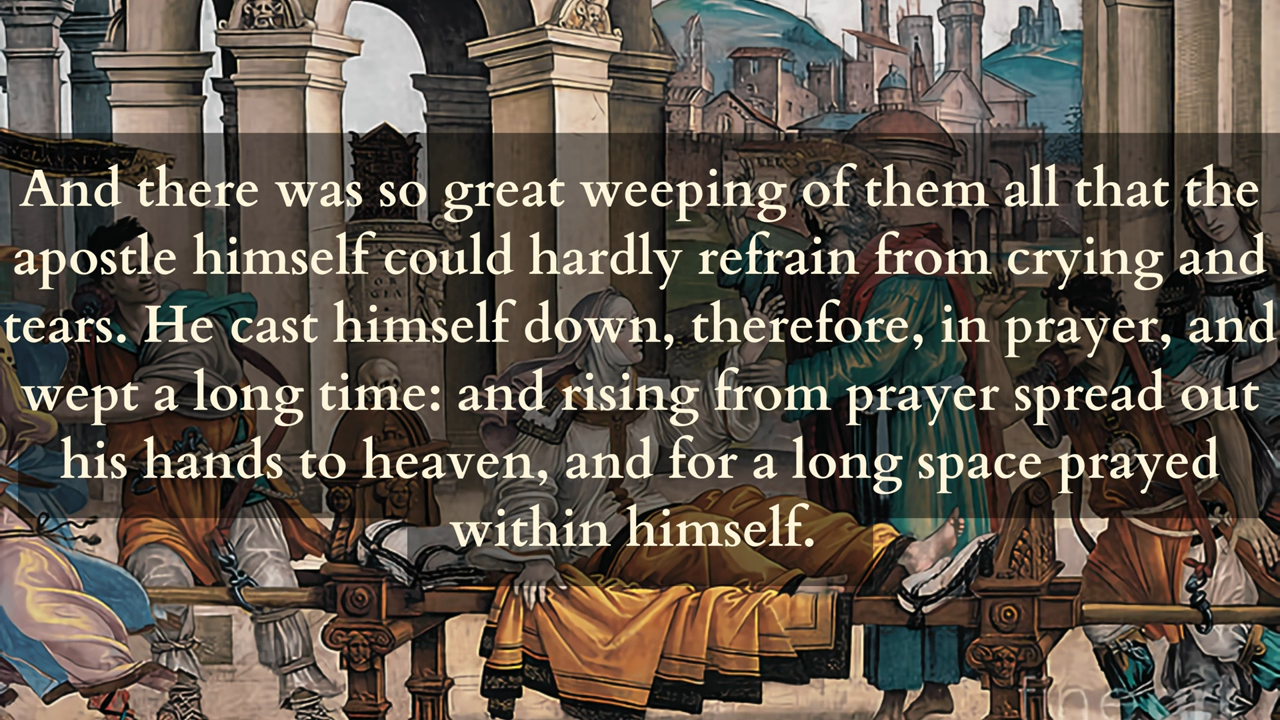 And there was so great weeping of them all that the
apostle himself could hardly refrain from crying and
tears. He cast himself down, therefore, in prayer, and
wept a long time: and rising from prayer spread out
his hands to heaven, and for a long space prayed
within himself.